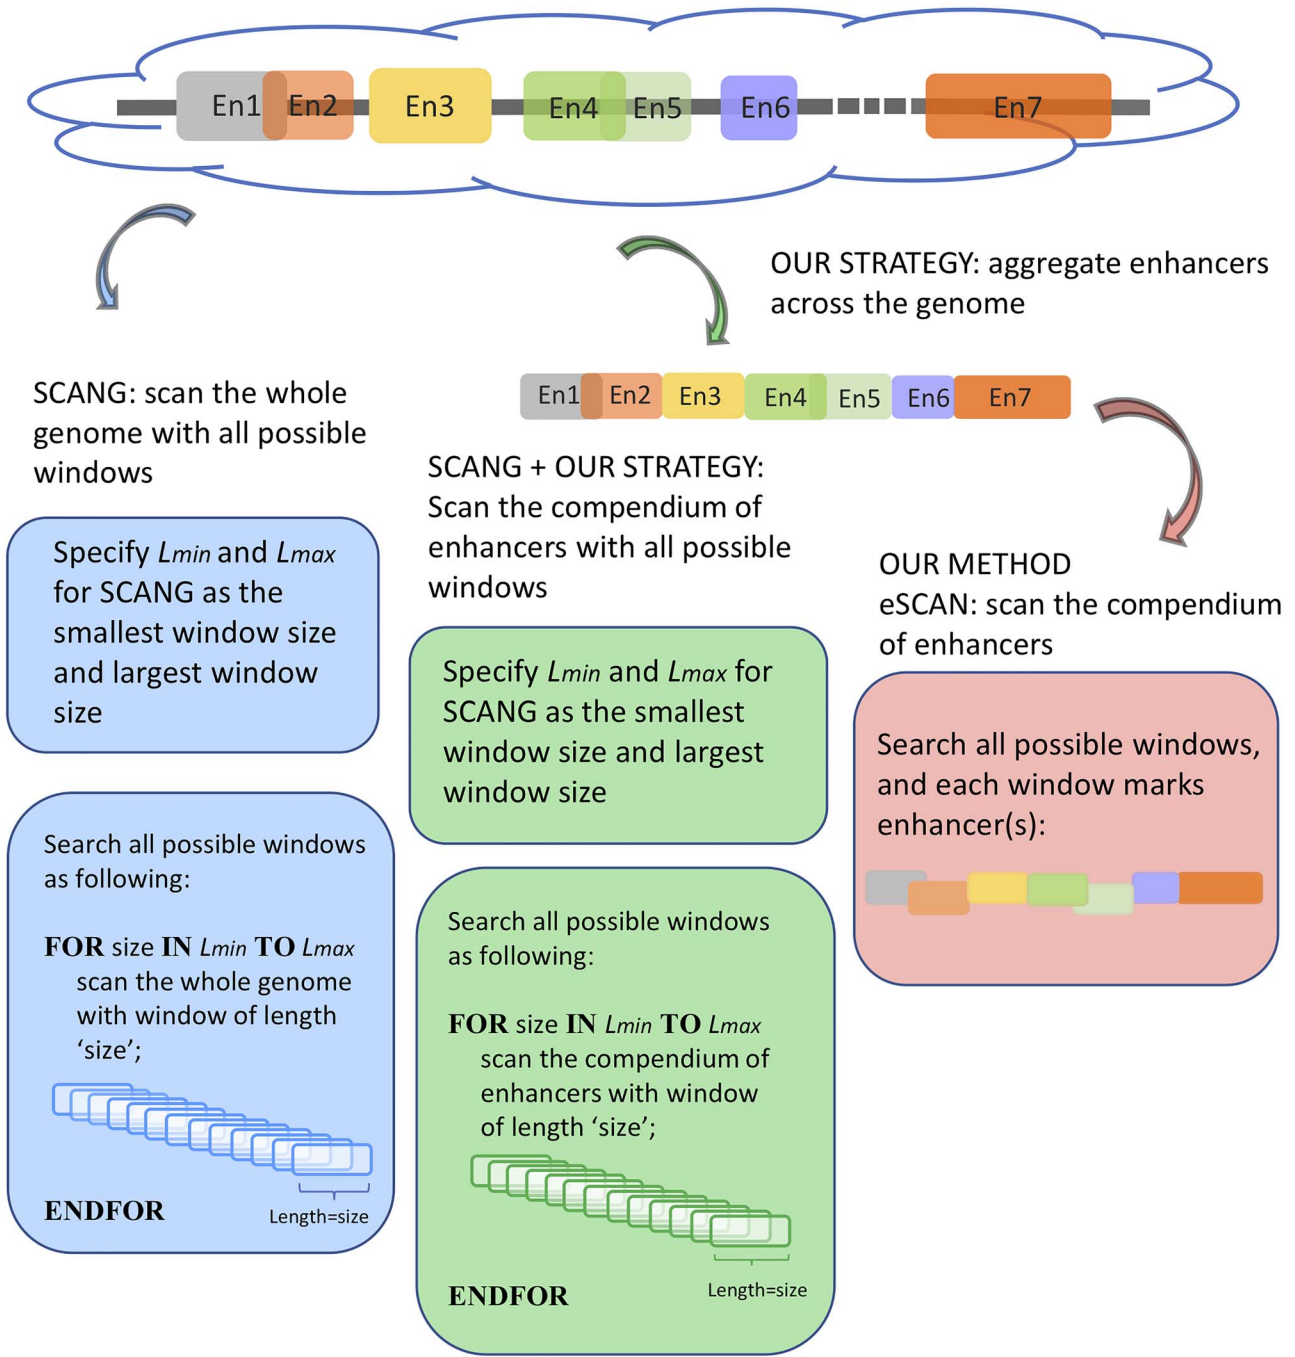 En1 En2 En3 En4 En5 En6 En7
OUR STRATEGY: aggregate enhancers
across the genome
En1 En2 En3 En4 En5 En6 En7
SCANG: scan the whole
genome with all possible
windows
Specify Lmin and Lmax
for SCANG as the
smallest window size
and largest window
size
Search all possible windows
as following:
FOR size IN Lmin TO Lmax
scan the whole genome
with window of length
‘size’;
Length=size
ENDFOR
SCANG + OUR STRATEGY:
Scan the compendium of
enhancers with all possible
windows
Specify Lmin and Lmax for
SCANG as the smallest
window size and largest
window size
Search all possible windows
as following:
FOR size IN Lmin TO Lmax
scan the compendium of
enhancers with window
of length ‘size’;
Length=size
ENDFOR
OUR METHOD
eSCAN: scan the compendium
of enhancers
Search all possible windows,
and each window marks
enhancer(s):